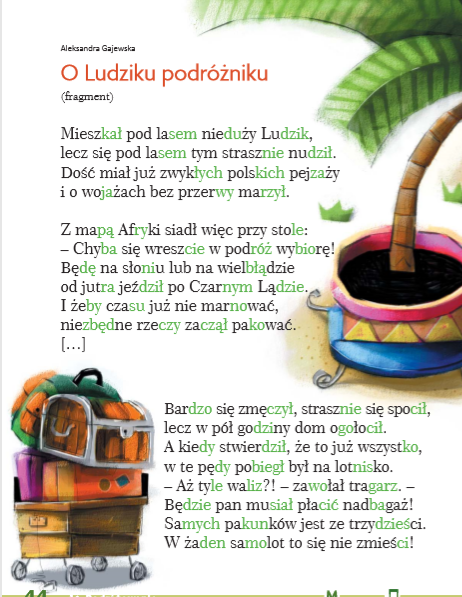 Aleksandra Gajewska
O Ludziku podróżniku
(fragment)
Mieszkał pod lasem nieduży Ludzik,
lecz się pod lasem tym strasznie nudził.
Dość miał już zwykłych polskich pejzaży
i o wojażach bez przerwy marzył.
Z mapą Afryki siadł więc przy stole:
– Chyba się wreszcie w podróż wybiorę!
Będę na słoniu lub na wielbłądzie
od jutra jeździł po Czarnym Lądzie.
I żeby czasu już nie marnować,
niezbędne rzeczy zaczął pakować.
[…]
Bardzo się zmęczył, strasznie się spocił,
lecz w pół godziny dom ogołocił.
A kiedy stwierdził, że to już wszystko,
w te pędy pobiegł był na lotnisko.
– Aż tyle waliz?! – zawołał tragarz. –
Będzie pan musiał płacić nadbagaż!
Samych pakunków jest ze trzydzieści.
W żaden samolot to się nie zmieści!
44